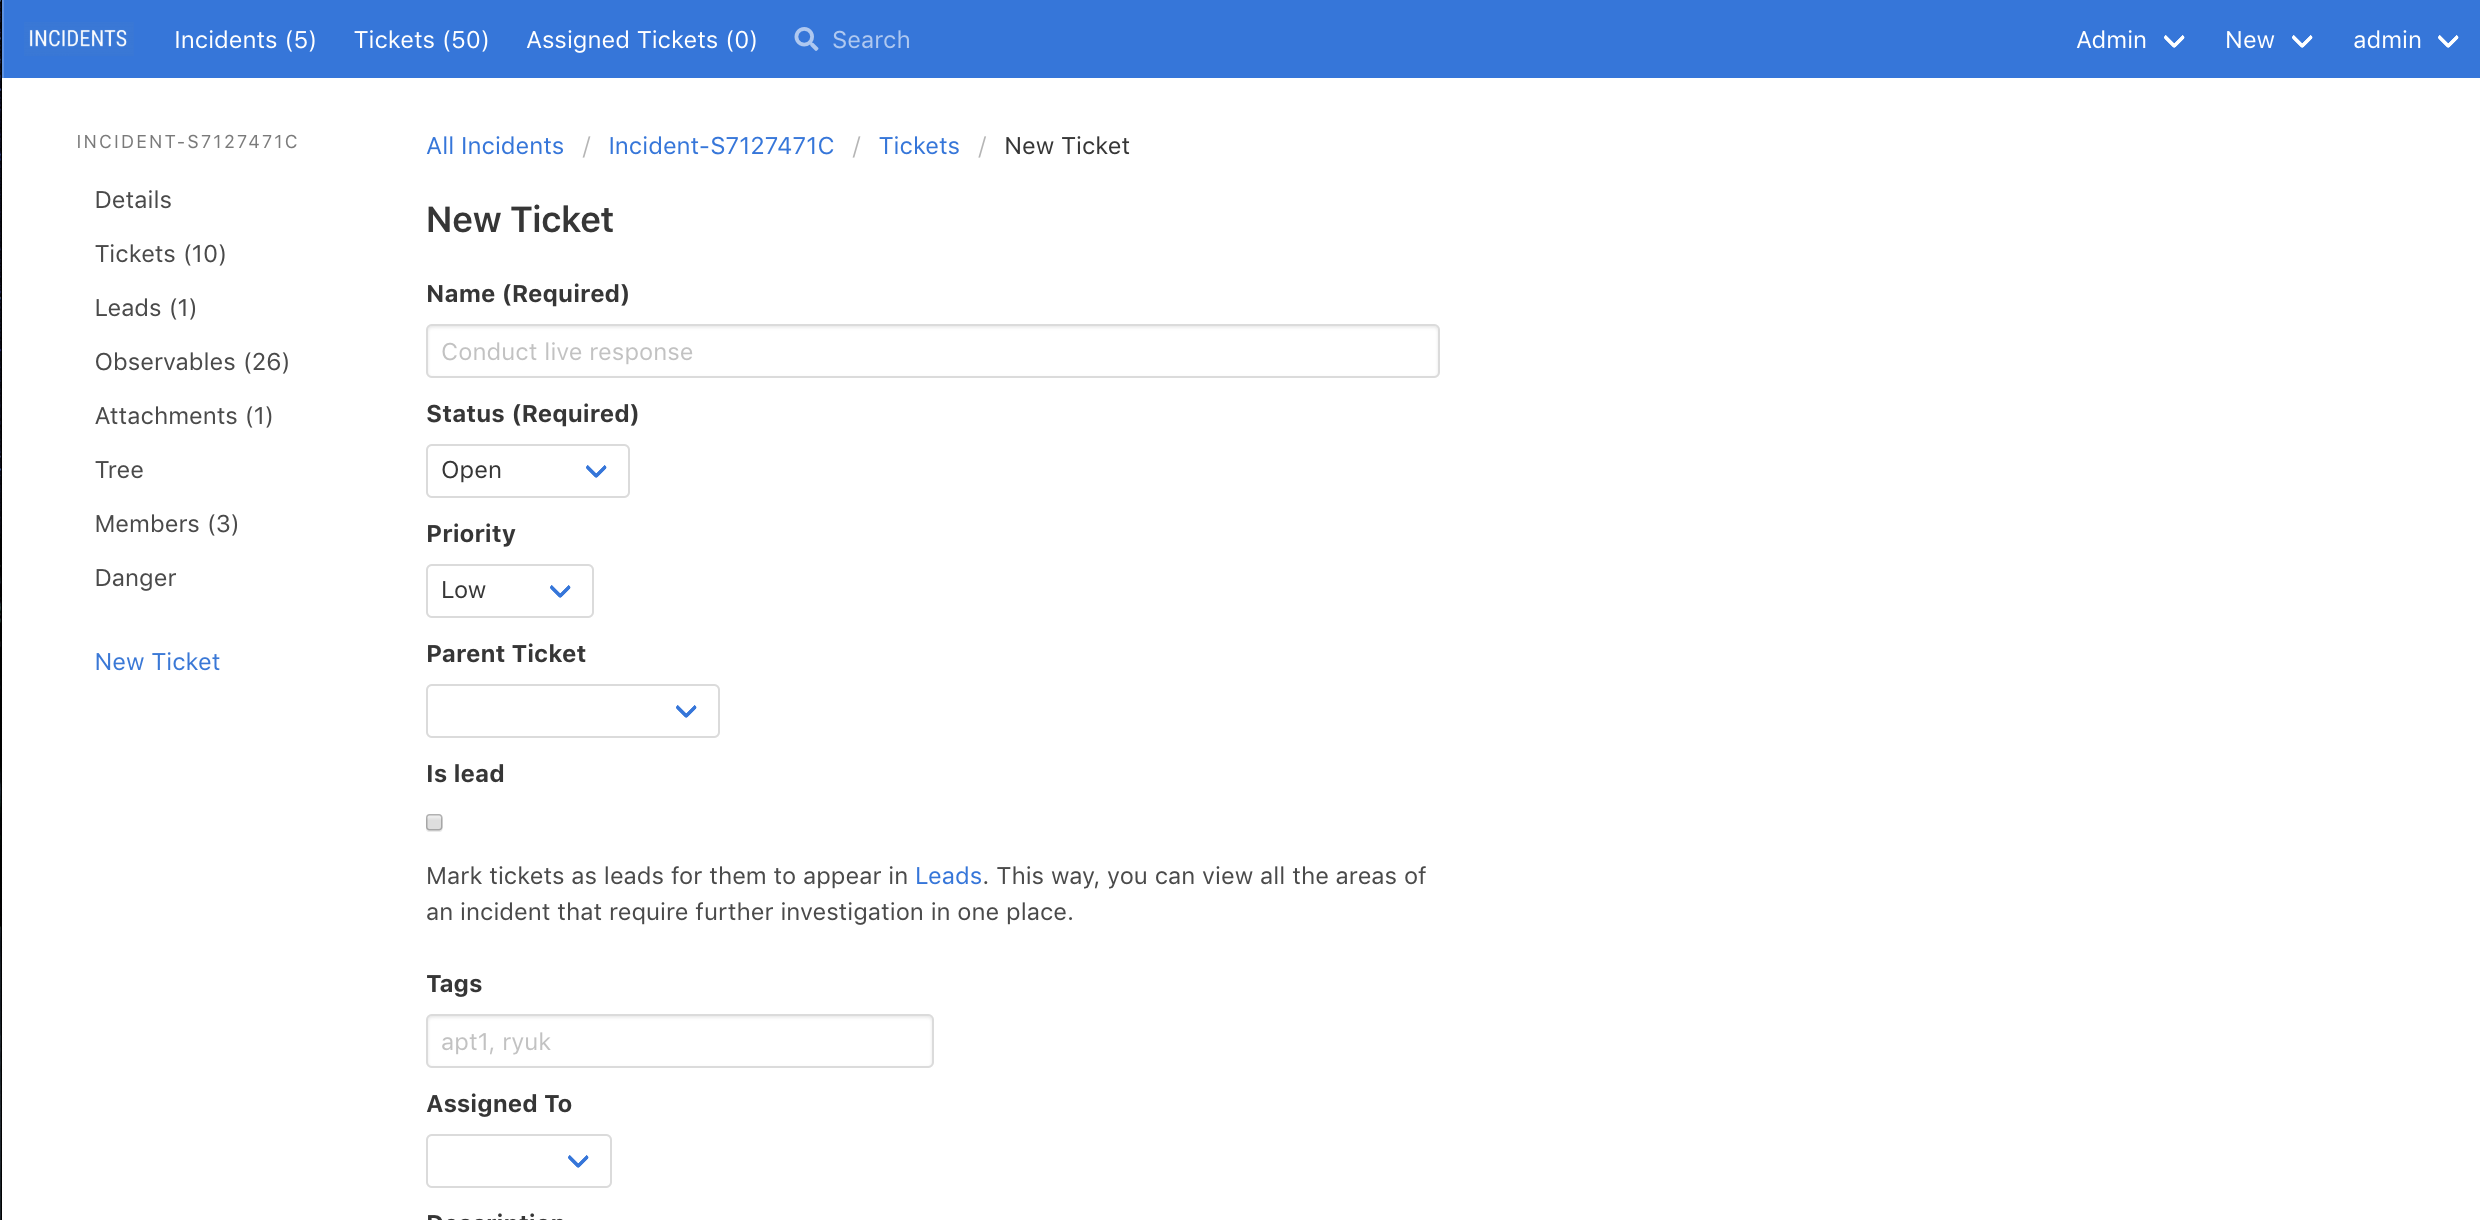 INCIDENTS Incidents (5) Tickets (50) Assigned Tickets (0) Search Admin New admin
INCIDENT-S7127471C
Details
Tickets (10)
Leads (1)
Observables (26)
Attachments (1)
Tree
Members (3)
Danger
New Ticket
All Incidents / Incident-S7127471C / Tickets / New Ticket
New Ticket
Name (Required)
Conduct live response
Status (Required)
Open
Priority
Low
Parent Ticket
Is lead
Mark tickets as leads for them to appear in Leads. This way, you can view all the areas of
an incident that require further investigation in one place.
Tags
apt1, ryuk
Assigned To
Description